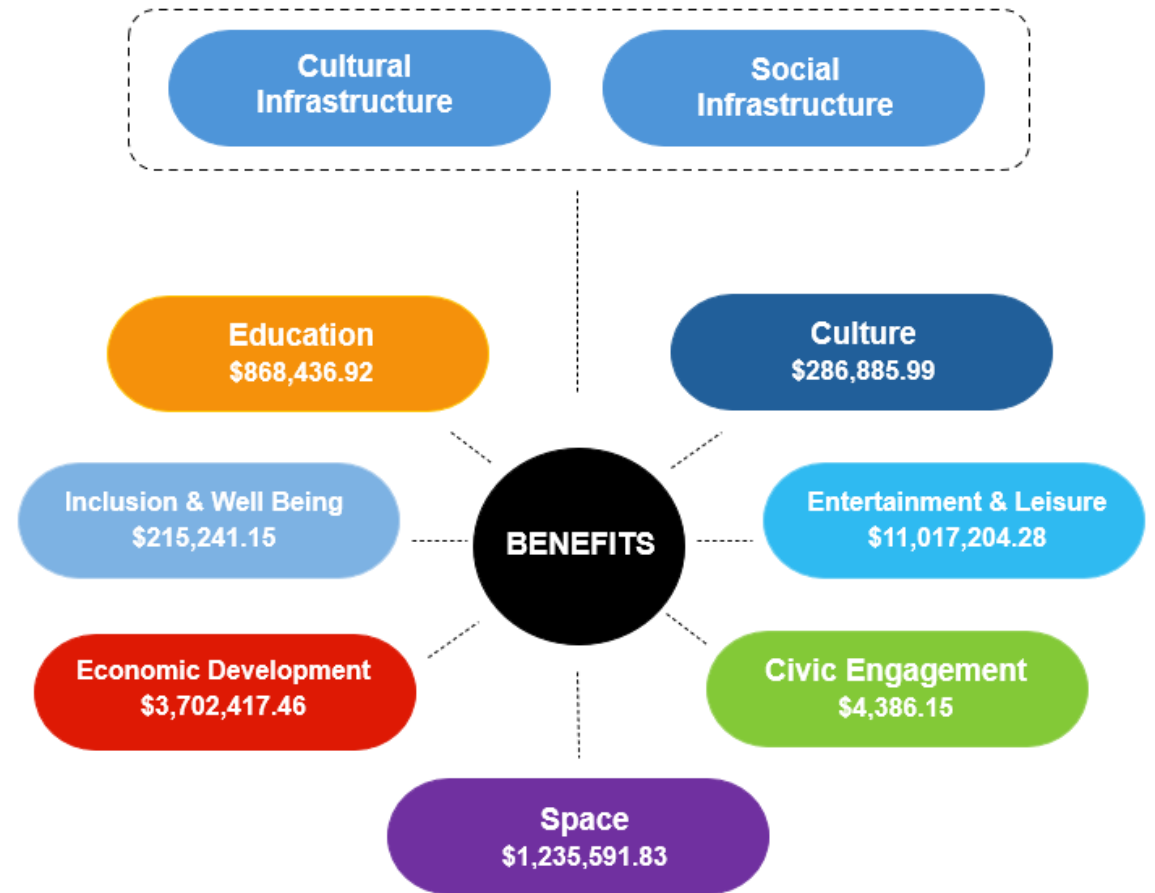 Cultural
Infrastructure
Social
Infrastructure
Education
$868,436.92
Culture
$286,885.99
Inclusion & Well Being
$215,241.15
BENEFITS
Entertainment & Leisure
$11,017,204.28
Economic Development
$3,702,417.46
Civic Engagement
$4,386.15
Space
$1,235,591.83